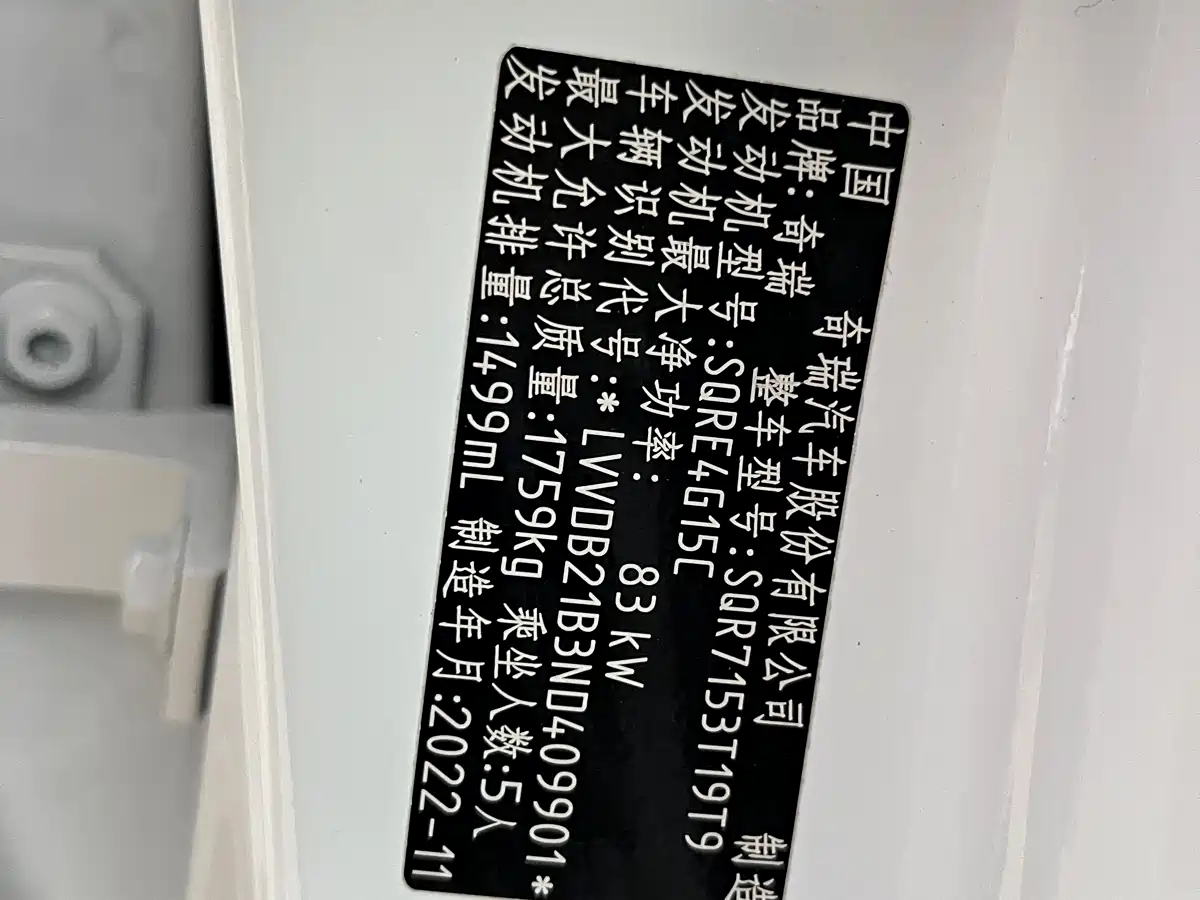 中国 奇瑞汽车股份有限公司 制造
品牌:奇瑞 整车型号:SQR7153T19T9
发动机型号:SQRE4G15C
发动机最大净功率: 83 kW
车辆识别代号:*LVVDB21B3ND409901*
最大允许总质量:1759kg 乘坐人数:5人
发动机排量:1499mL 制造年月:2022-11